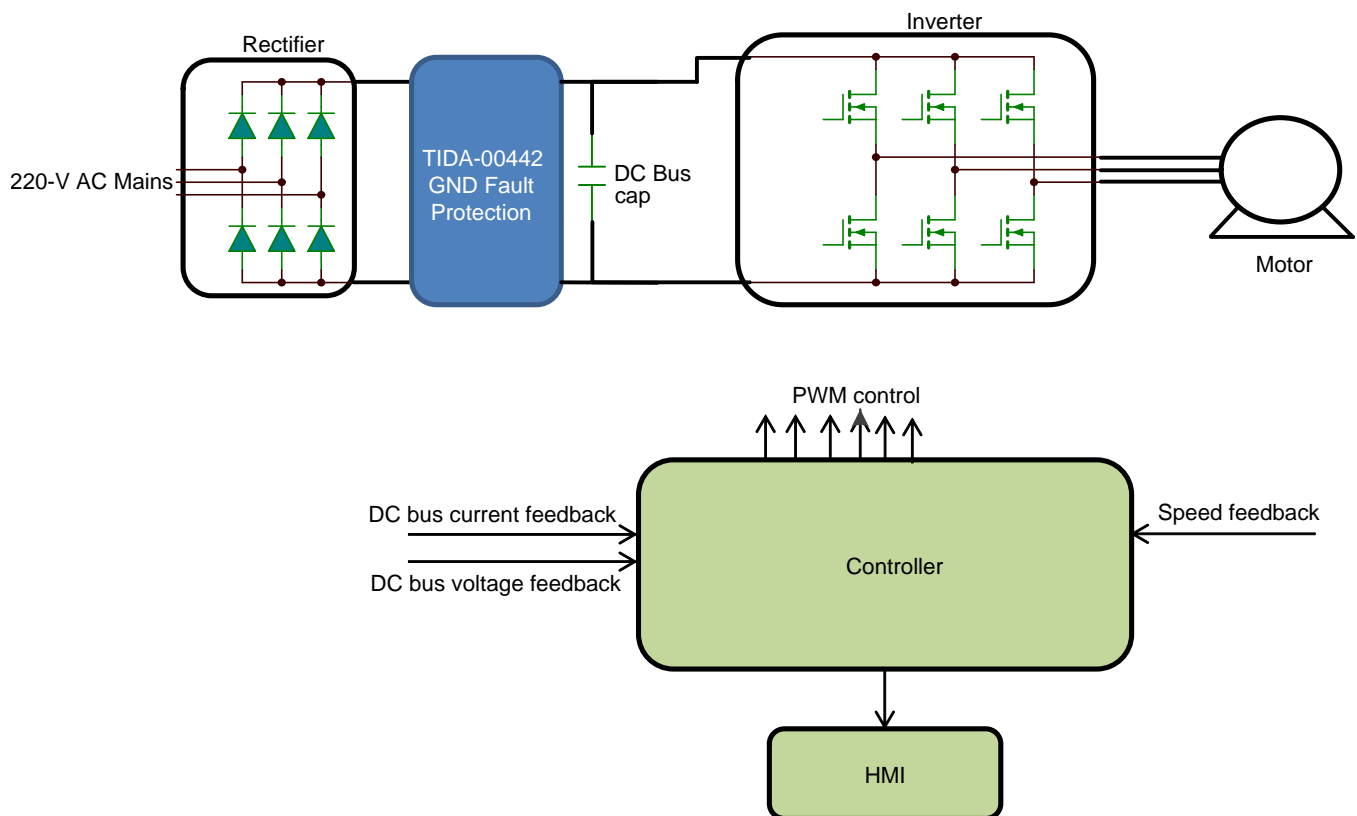 Inverter
Rectifier
220-V AC Mains
TIDA-00442
GND Fault
Protection
DC Bus
cap
Motor
PWM control
DC bus current feedback
DC bus voltage feedback
Speed feedback
Controller
HMI